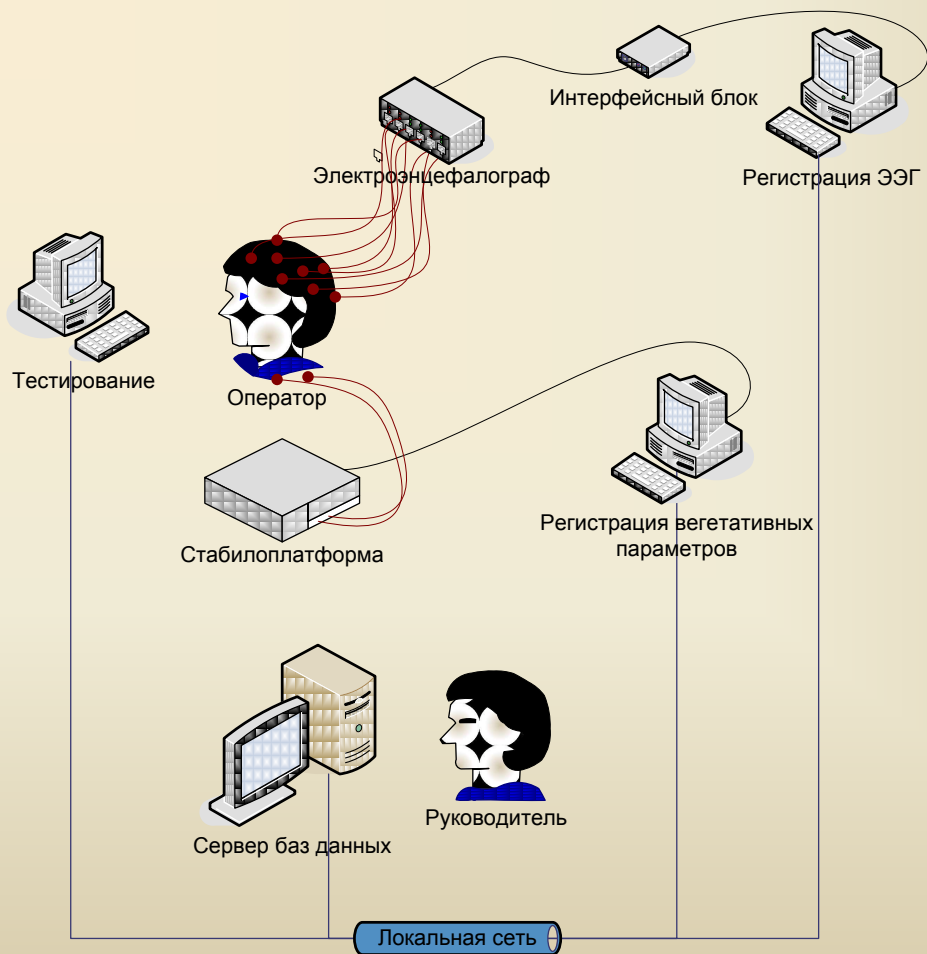 Интерфейсный блок
Электроэнцефалограф
Регистрация ЭЭГ
Тестирование
Оператор
Стабилоплатформа
Регистрация вегетативных
параметров
Руководитель
Сервер баз данных
Локальная сеть